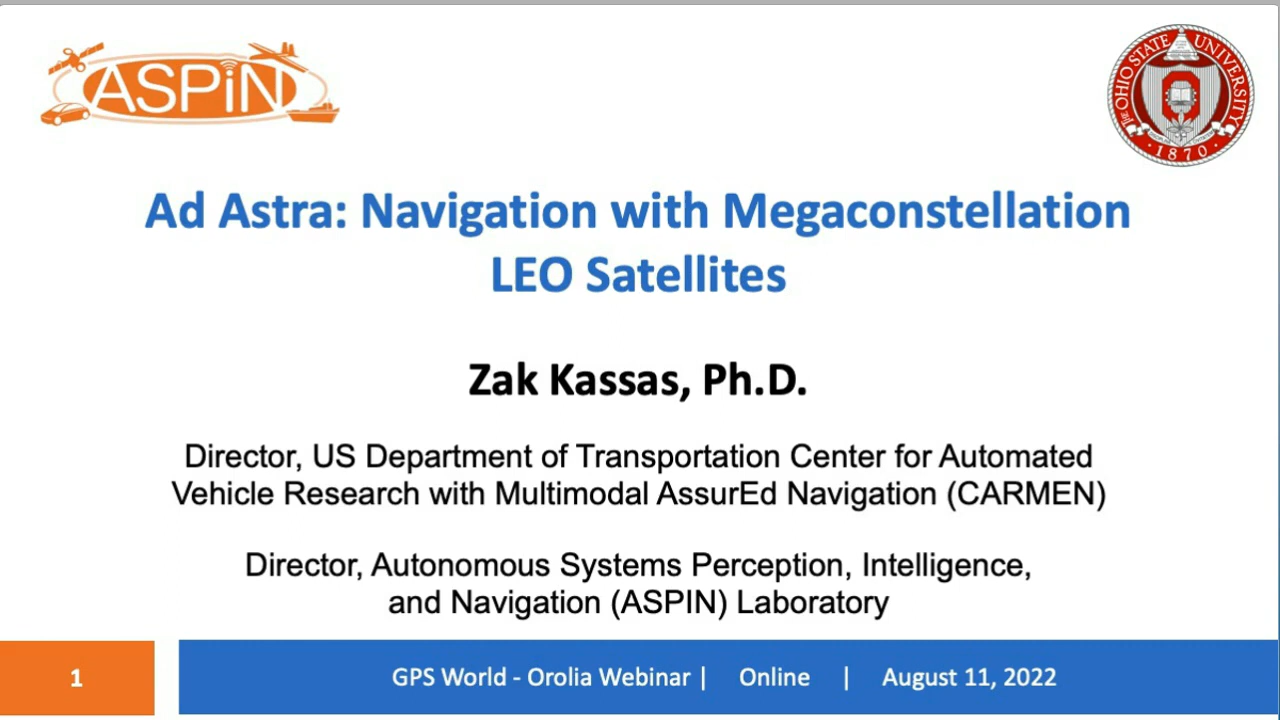 ASPiN
THE OHIO STATE UNIVERSITY
1870
Ad Astra: Navigation with Megaconstellation
LEO Satellites
Zak Kassas, Ph.D.
Director, US Department of Transportation Center for Automated
Vehicle Research with Multimodal AssurEd Navigation (CARMEN)
Director, Autonomous Systems Perception, Intelligence,
and Navigation (ASPIN) Laboratory
1
GPS World - Orolia Webinar | Online | August 11, 2022